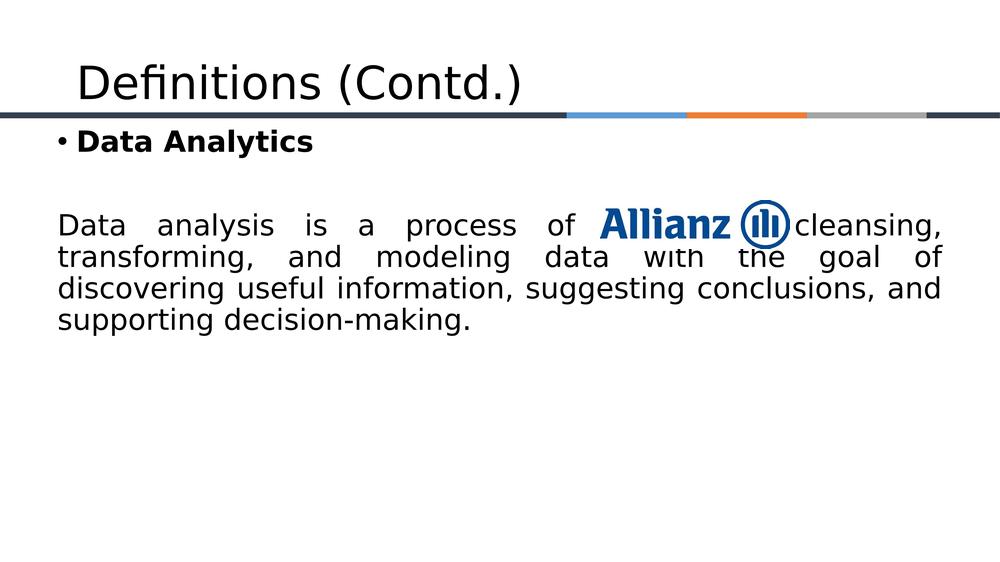 Definitions (Contd.)
• Data Analytics
Data analysis is a process of Allianz cleansing,
transforming, and modeling data with the goal of
discovering useful information, suggesting conclusions, and
supporting decision-making.